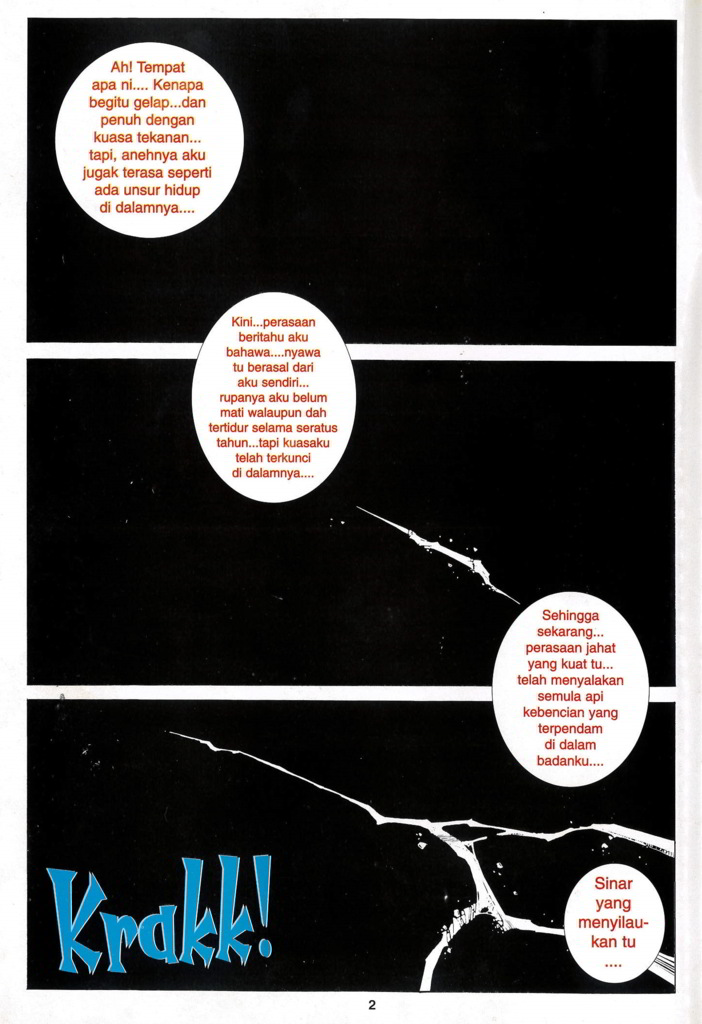 Ah! Tempat
apa ni.... Kenapa
begitu gelap...dan
penuh dengan
kuasa tekanan...
tapi, anehnya aku
jugak terasa seperti
ada unsur hidup
di dalamnya....
Kini...perasaan
beritahu aku
bahawa....nyawa
tu berasal dari
aku sendiri...
rupanya aku belum
mati walaupun dah
tertidur selama seratus
tahun...tapi kuasaku
telah terkunci
di dalamnya....
Sehingga
sekarang...
perasaan jahat
yang kuat tu...
telah menyalakan
semula api
kebencian yang
terpendam
di dalam
badanku....
Krakk!
Sinar
yang
menyilau-
kan tu
....
2